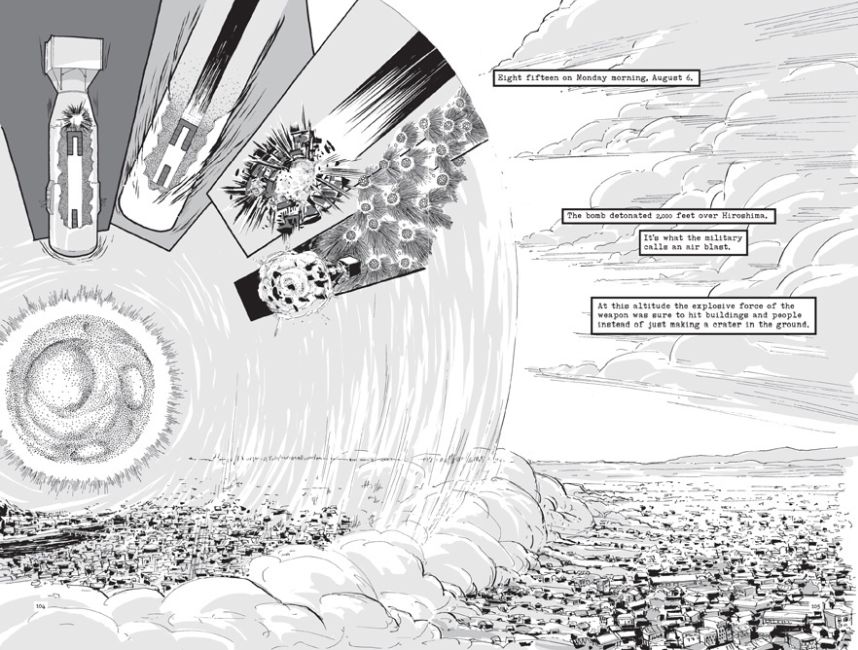 Eight fifteen on Monday morning, August 6.
The bomb detonated 2,000 feet over Hiroshima.
It's what the military
calls an air blast.
At this altitude the explosive force of the
weapon was sure to hit buildings and people
instead of just making a crater in the ground.
104
105